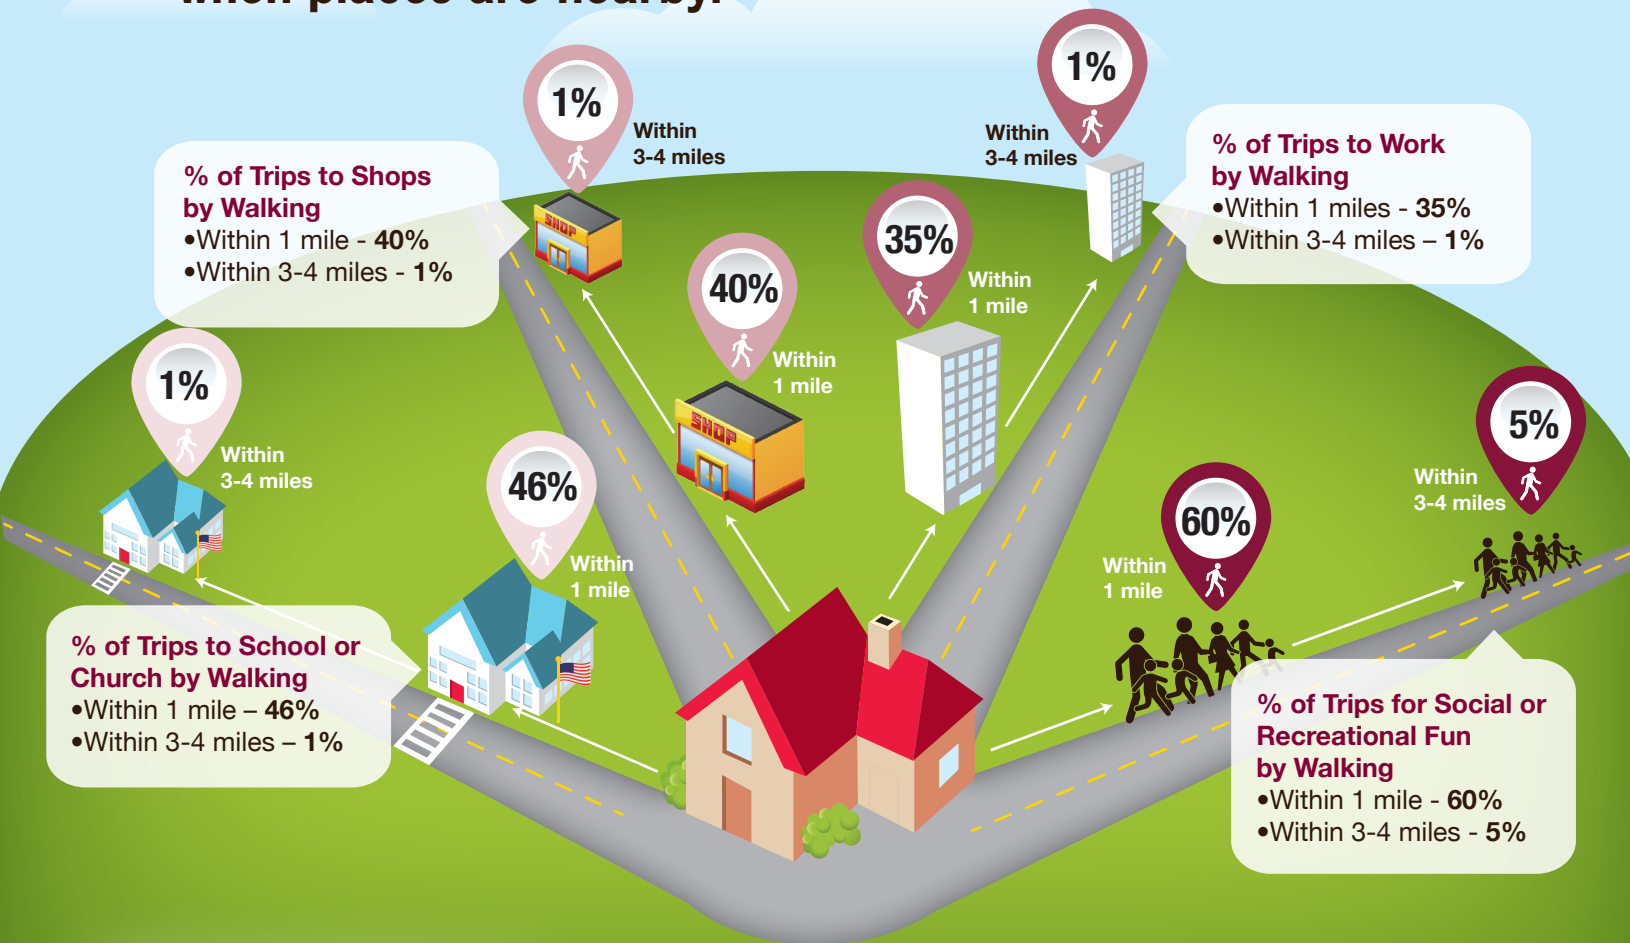 when places are nearby.
1%
Within
3-4 miles
1%
Within
3-4 miles
% of Trips to Shops
by Walking
•Within 1 mile - 40%
•Within 3-4 miles - 1%
SHOP
% of Trips to Work
by Walking
•Within 1 miles - 35%
•Within 3-4 miles – 1%
40%
Within
1 mile
SHOP
35%
Within
1 mile
1%
Within
3-4 miles
46%
Within
1 mile
5%
Within
3-4 miles
60%
Within
1 mile
% of Trips to School or
Church by Walking
•Within 1 mile – 46%
•Within 3-4 miles – 1%
% of Trips for Social or
Recreational Fun
by Walking
•Within 1 mile - 60%
•Within 3-4 miles - 5%